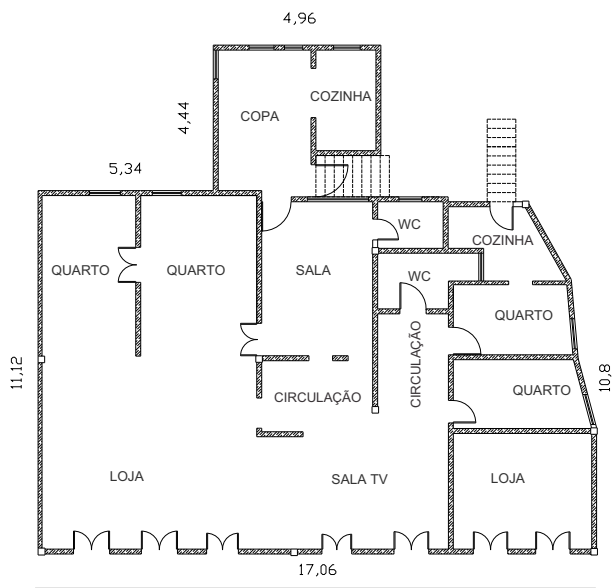 4,96
4,44
COPA
COZINHA
5,34
QUARTO
QUARTO
SALA
WC
WC
COZINHA
QUARTO
CIRCULAÇÃO
QUARTO
11,12
10,8
CIRCULAÇÃO
LOJA
SALA TV
LOJA
17,06